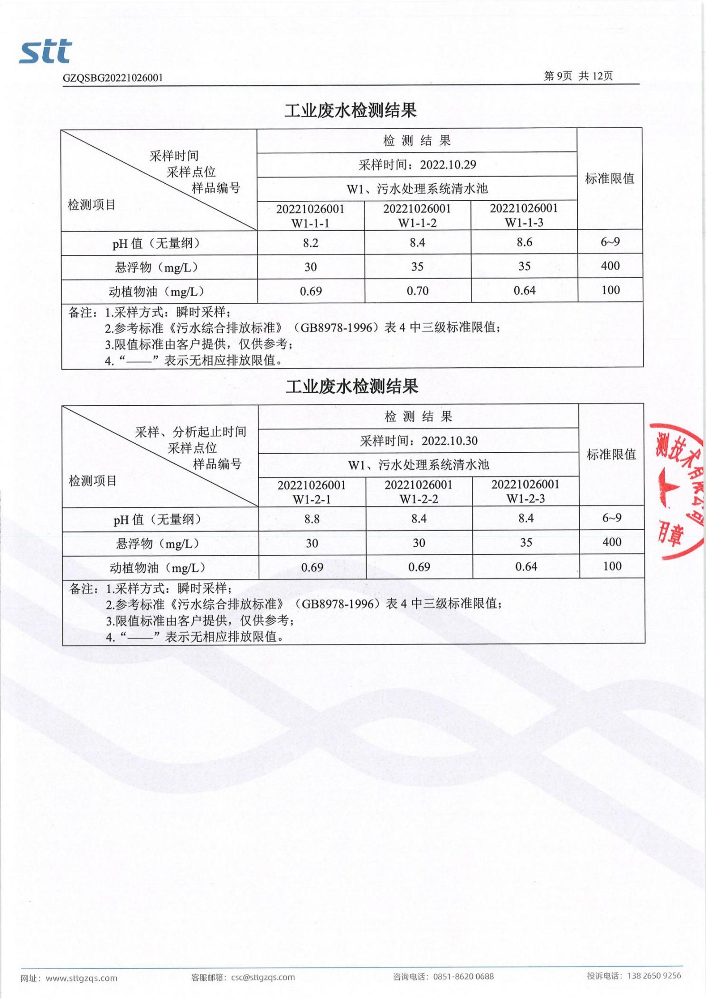 stt
GZQSBG20221026001
第 9页 共 12页
工业废水检测结果
采样时间
采样点位
样品编号
检测项目
检 测 结 果
采样时间：2022.10.29
W1、污水处理系统清水池
20221026001 W1-1-1
20221026001 W1-1-2
20221026001 W1-1-3
标准限值
pH 值（无量纲） 8.2 8.4 8.6 6~9
悬浮物（mg/L） 30 35 35 400
动植物油（mg/L） 0.69 0.70 0.64 100
备注：1.采样方式：瞬时采样；
2.参考标准《污水综合排放标准》（GB8978-1996）表 4 中三级标准限值；
3.限值标准由客户提供，仅供参考；
4.“——”表示无相应排放限值。
工业废水检测结果
采样、分析起止时间
采样点位
样品编号
检测项目
检 测 结 果
采样时间：2022.10.30
W1、污水处理系统清水池
20221026001 W1-2-1
20221026001 W1-2-2
20221026001 W1-2-3
标准限值
pH 值（无量纲） 8.8 8.4 8.4 6~9
悬浮物（mg/L） 30 30 35 400
动植物油（mg/L） 0.69 0.69 0.64 100
备注：1.采样方式：瞬时采样；
2.参考标准《污水综合排放标准》（GB8978-1996）表 4 中三级标准限值；
3.限值标准由客户提供，仅供参考；
4.“——”表示无相应排放限值。
测技术有限公司
用章
网址：www.sttgzqs.com
客服邮箱：csc@sttgzqs.com
咨询电话：0851-8620 0688
投诉电话：138 2650 9256